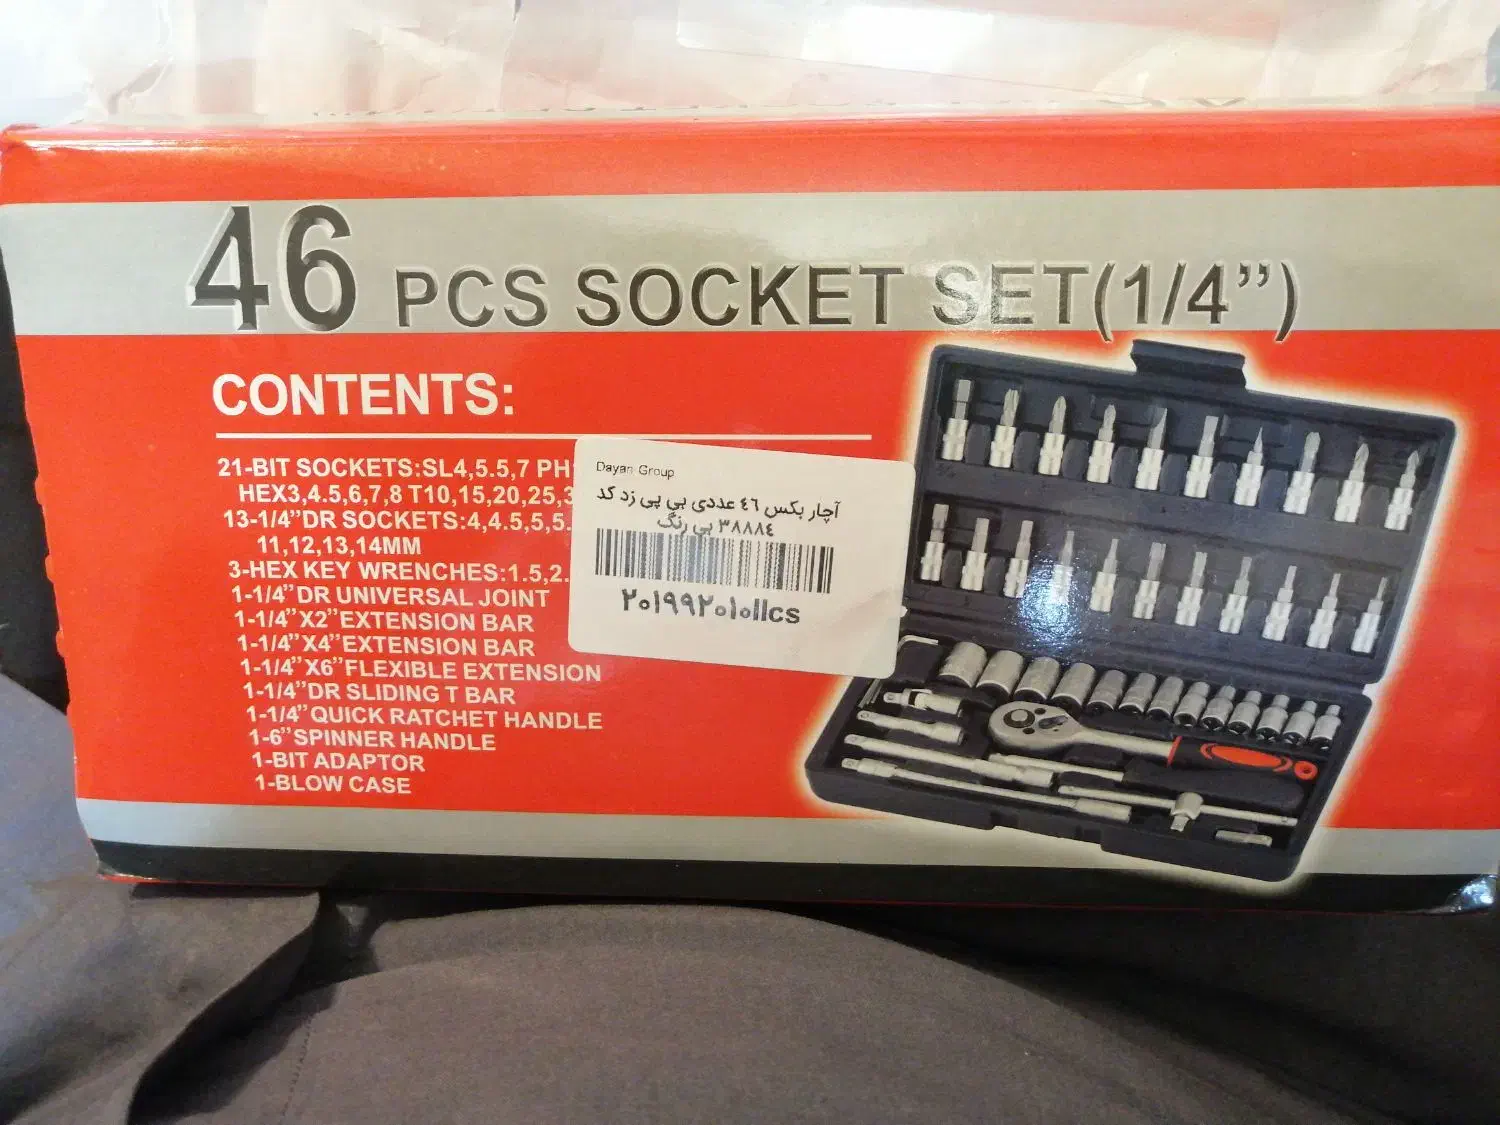 46 PCS SOCKET SET(1/4”)
CONTENTS:
21-BIT SOCKETS:SL4,5.5,7 PH
HEX3,4.5,6,7,8 T10,15,20,25,3
13-1/4”DR SOCKETS:4,4.5,5,5.
11,12,13,14MM
3-HEX KEY WRENCHES:1.5,2.
1-1/4”DR UNIVERSAL JOINT
1-1/4”X2”EXTENSION BAR
1-1/4”X4”EXTENSION BAR
1-1/4”X6”FLEXIBLE EXTENSION
1-1/4”DR SLIDING T BAR
1-1/4”QUICK RATCHET HANDLE
1-6”SPINNER HANDLE
1-BIT ADAPTOR
1-BLOW CASE
Dayan Group
آچار بکس ٤٦ عددی بی پی زد کد
٣٨٨٨٤ بی رنگ
۲۰۱۹۹۲۰۱۰llcs